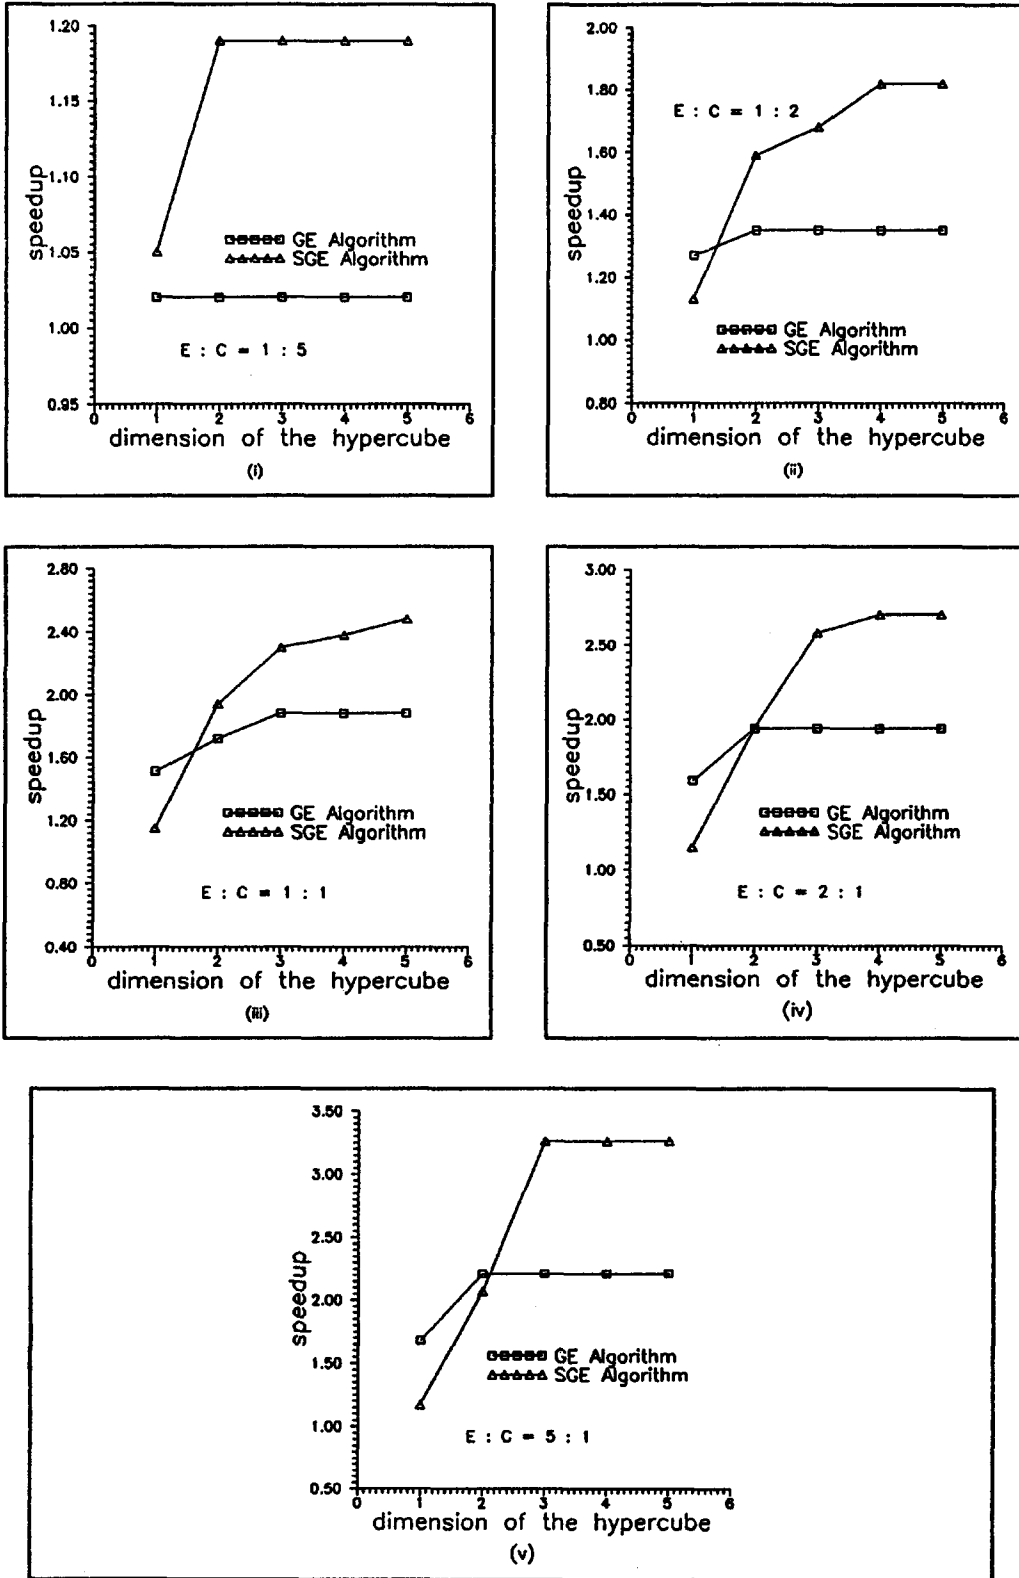 1.20
1.15
1.10
1.05
1.00
0.95
speedup
GE Algorithm
SGE Algorithm
E : C = 1 : 5
0 1 2 3 4 5 6
dimension of the hypercube
(i)
2.00
1.80
1.60
1.40
1.20
1.00
0.80
speedup
E : C = 1 : 2
GE Algorithm
SGE Algorithm
0 1 2 3 4 5 6
dimension of the hypercube
(ii)
2.80
2.40
2.00
1.60
1.20
0.80
0.40
speedup
GE Algorithm
SGE Algorithm
E : C = 1 : 1
0 1 2 3 4 5 6
dimension of the hypercube
(iii)
3.00
2.50
2.00
1.50
1.00
0.50
speedup
GE Algorithm
SGE Algorithm
E : C = 2 : 1
0 1 2 3 4 5 6
dimension of the hypercube
(iv)
3.50
3.00
2.50
2.00
1.50
1.00
0.50
speedup
GE Algorithm
SGE Algorithm
E : C = 5 : 1
0 1 2 3 4 5 6
dimension of the hypercube
(v)